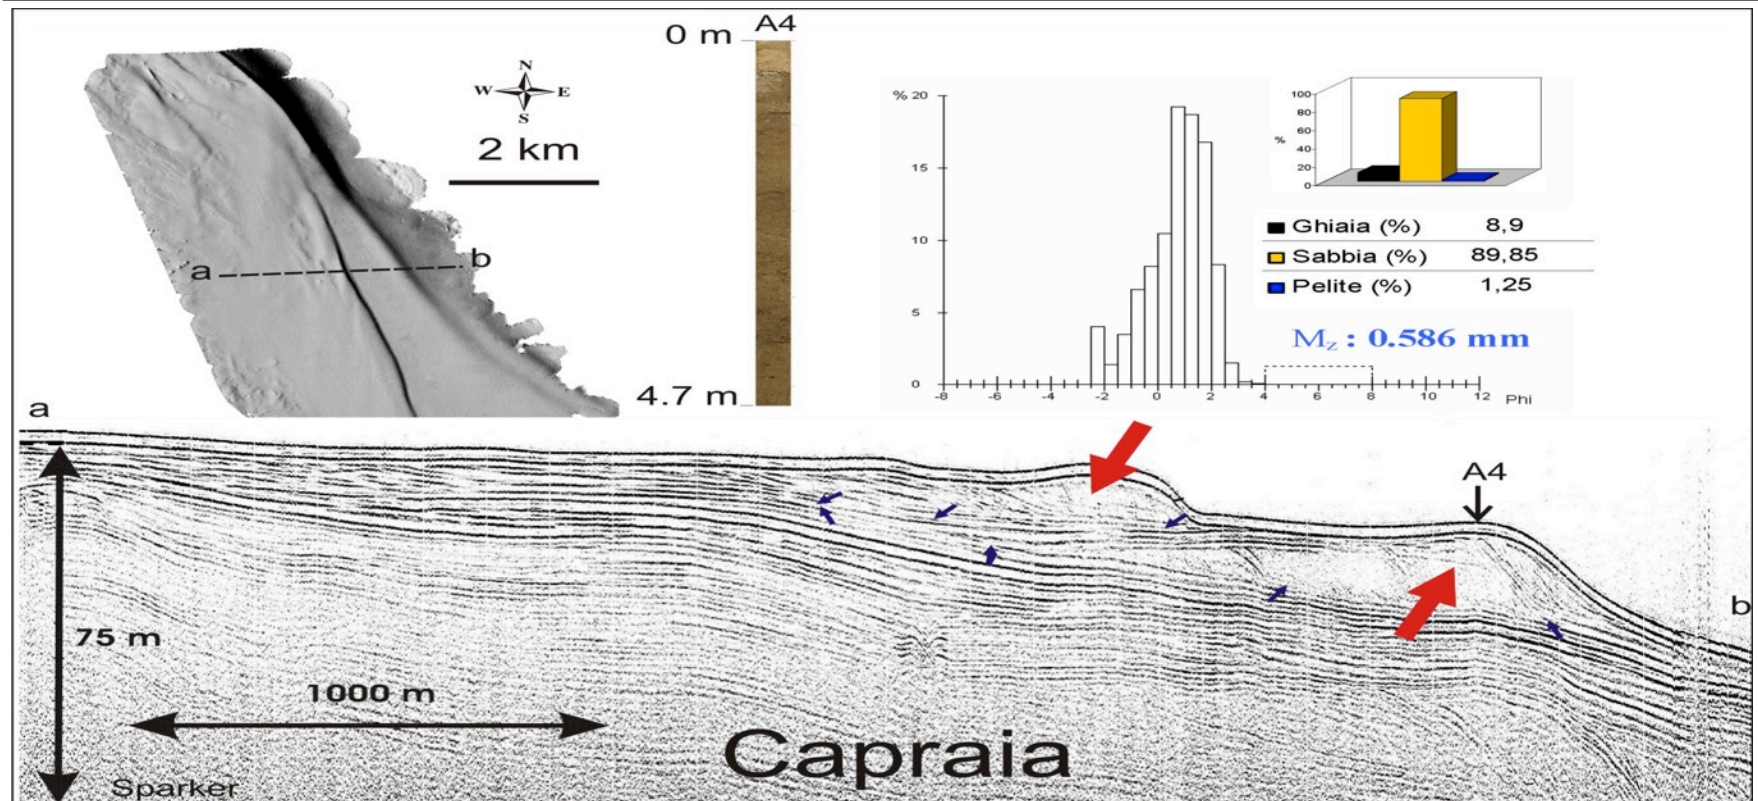 0 m
A4
N
W E
S
2 km
a
b
4.7 m
% 20
15
10
5
0
-8 -6 -4 -2 0 2 4 6 8 10 12 Phi
100
80
60
40
20
0
%
Ghiaia (%) 8,9
Sabbia (%) 89,85
Pelite (%) 1,25
Mz : 0.586 mm
a
A4
b
75 m
1000 m
Capraia
Sparker